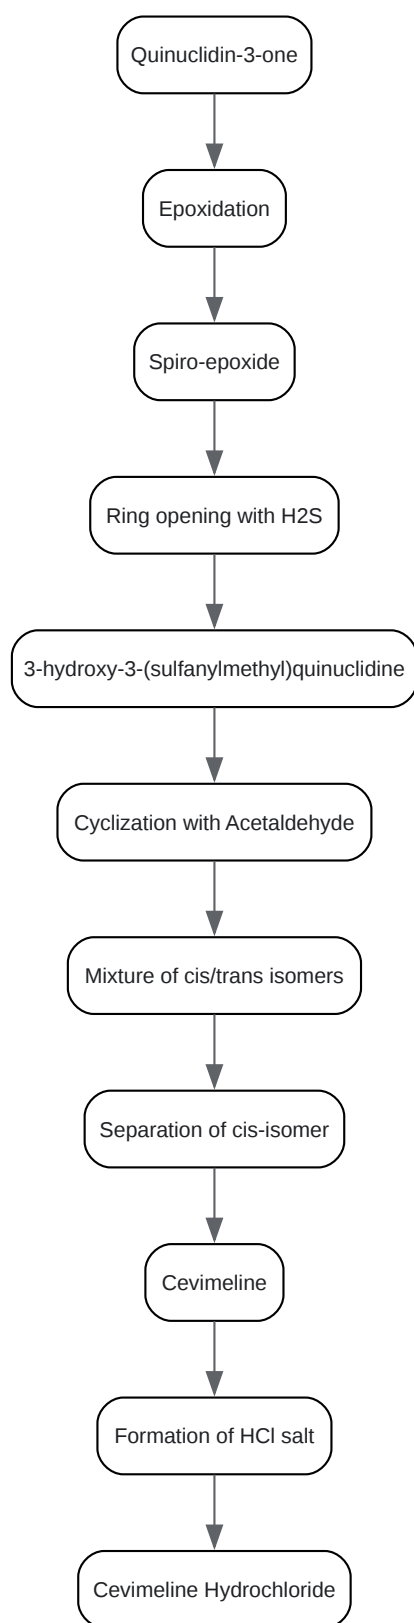 Quinuclidin-3-one
Epoxidation
Spiro-epoxide
Ring opening with H2S
3-hydroxy-3-(sulfanylmethyl)quinuclidine
Cyclization with Acetaldehyde
Mixture of cis/trans isomers
Separation of cis-isomer
Cevimeline
Formation of HCl salt
Cevimeline Hydrochloride